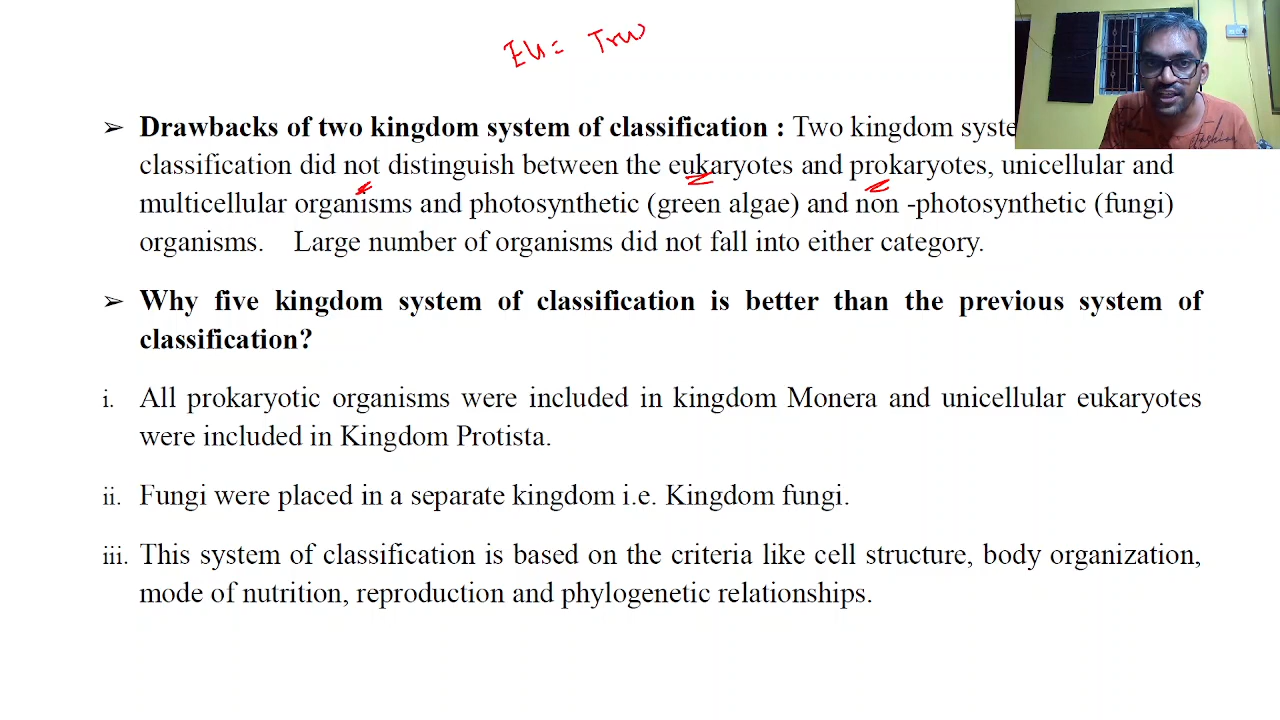 Eu = Tru
➢ Drawbacks of two kingdom system of classification : Two kingdom syste
classification did not distinguish between the eukaryotes and prokaryotes, unicellular and
multicellular organisms and photosynthetic (green algae) and non -photosynthetic (fungi)
organisms. Large number of organisms did not fall into either category.
➢ Why five kingdom system of classification is better than the previous system of
classification?
i. All prokaryotic organisms were included in kingdom Monera and unicellular eukaryotes
were included in Kingdom Protista.
ii. Fungi were placed in a separate kingdom i.e. Kingdom fungi.
iii. This system of classification is based on the criteria like cell structure, body organization,
mode of nutrition, reproduction and phylogenetic relationships.